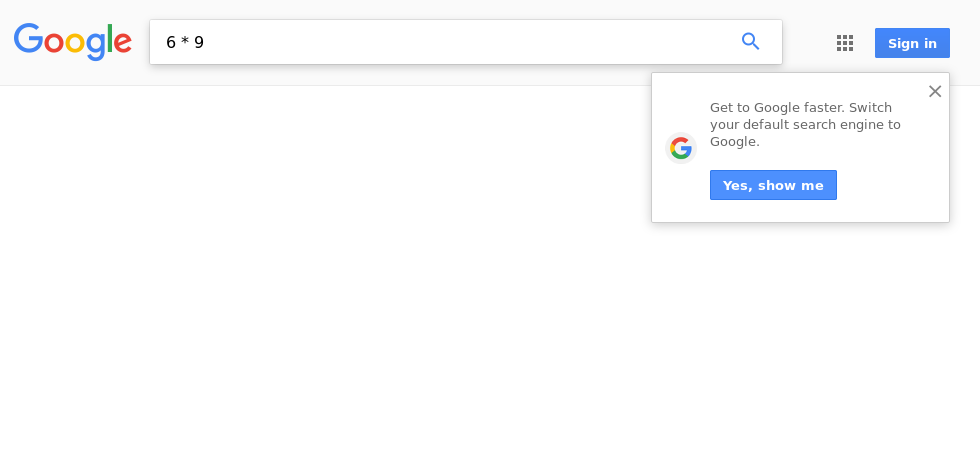 Google
6 * 9
Sign in
Get to Google faster. Switch
your default search engine to
Google.
Yes, show me